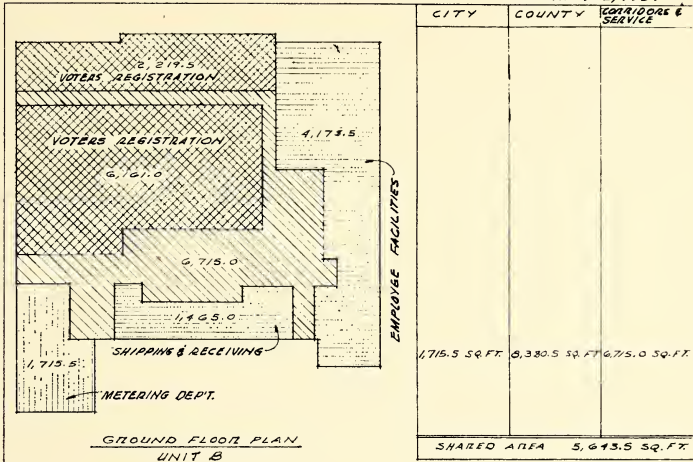 CITY
COUNTY
CORRIDORS &
SERVICE
2,219.5
VOTERS REGISTRATION
4,173.5
VOTERS REGISTRATION
6,161.0
EMPLOYEE FACILITIES
6,715.0
1,465.0
SHIPPING & RECEIVING
1,715.5
METERING DEP'T.
1,715.5 SQ. FT.
8,380.5 SQ. FT
6,715.0 SQ. FT.
GROUND FLOOR PLAN
UNIT B
SHARED AREA 5,643.5 SQ. FT.